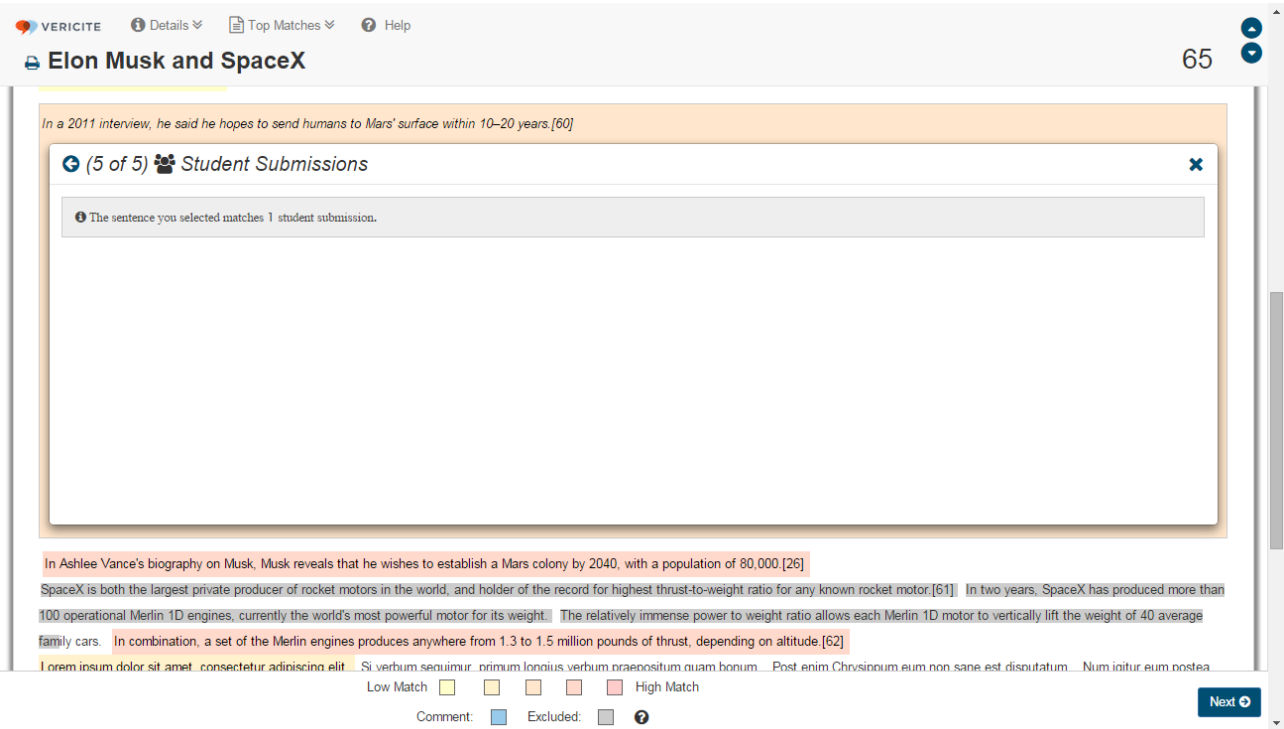 VERICITE Details Top Matches Help
Elon Musk and SpaceX 65
In a 2011 interview, he said he hopes to send humans to Mars' surface within 10–20 years.[60]
(5 of 5) Student Submissions
The sentence you selected matches 1 student submission.
In Ashlee Vance's biography on Musk, Musk reveals that he wishes to establish a Mars colony by 2040, with a population of 80,000.[26]
SpaceX is both the largest private producer of rocket motors in the world, and holder of the record for highest thrust-to-weight ratio for any known rocket motor.[61] In two years, SpaceX has produced more than
100 operational Merlin 1D engines, currently the world's most powerful motor for its weight. The relatively immense power to weight ratio allows each Merlin 1D motor to vertically lift the weight of 40 average
family cars. In combination, a set of the Merlin engines produces anywhere from 1.3 to 1.5 million pounds of thrust, depending on altitude.[62]
Lorem ipsum dolor sit amet, consectetur adipiscing elit. Si verbum sequimur, primum longius verbum praepositum quam bonum. Post enim Chrysippum eum non sane est disputatum. Num igitur eum postea
Low Match High Match
Comment: Excluded:
Next